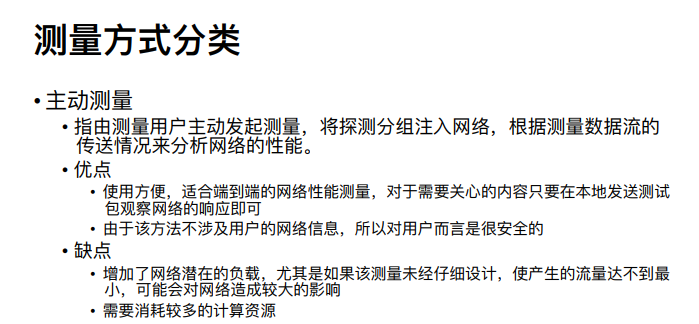 测量方式分类
• 主动测量
• 指由测量用户主动发起测量，将探测分组注入网络，根据测量数据流的
传送情况来分析网络的性能。
• 优点
• 使用方便，适合端到端的网络性能测量，对于需要关心的内容只要在本地发送测试
包观察网络的响应即可
• 由于该方法不涉及用户的网络信息，所以对用户而言是很安全的
• 缺点
• 增加了网络潜在的负载，尤其是如果该测量未经仔细设计，使产生的流量达不到最
小，可能会对网络造成较大的影响
• 需要消耗较多的计算资源